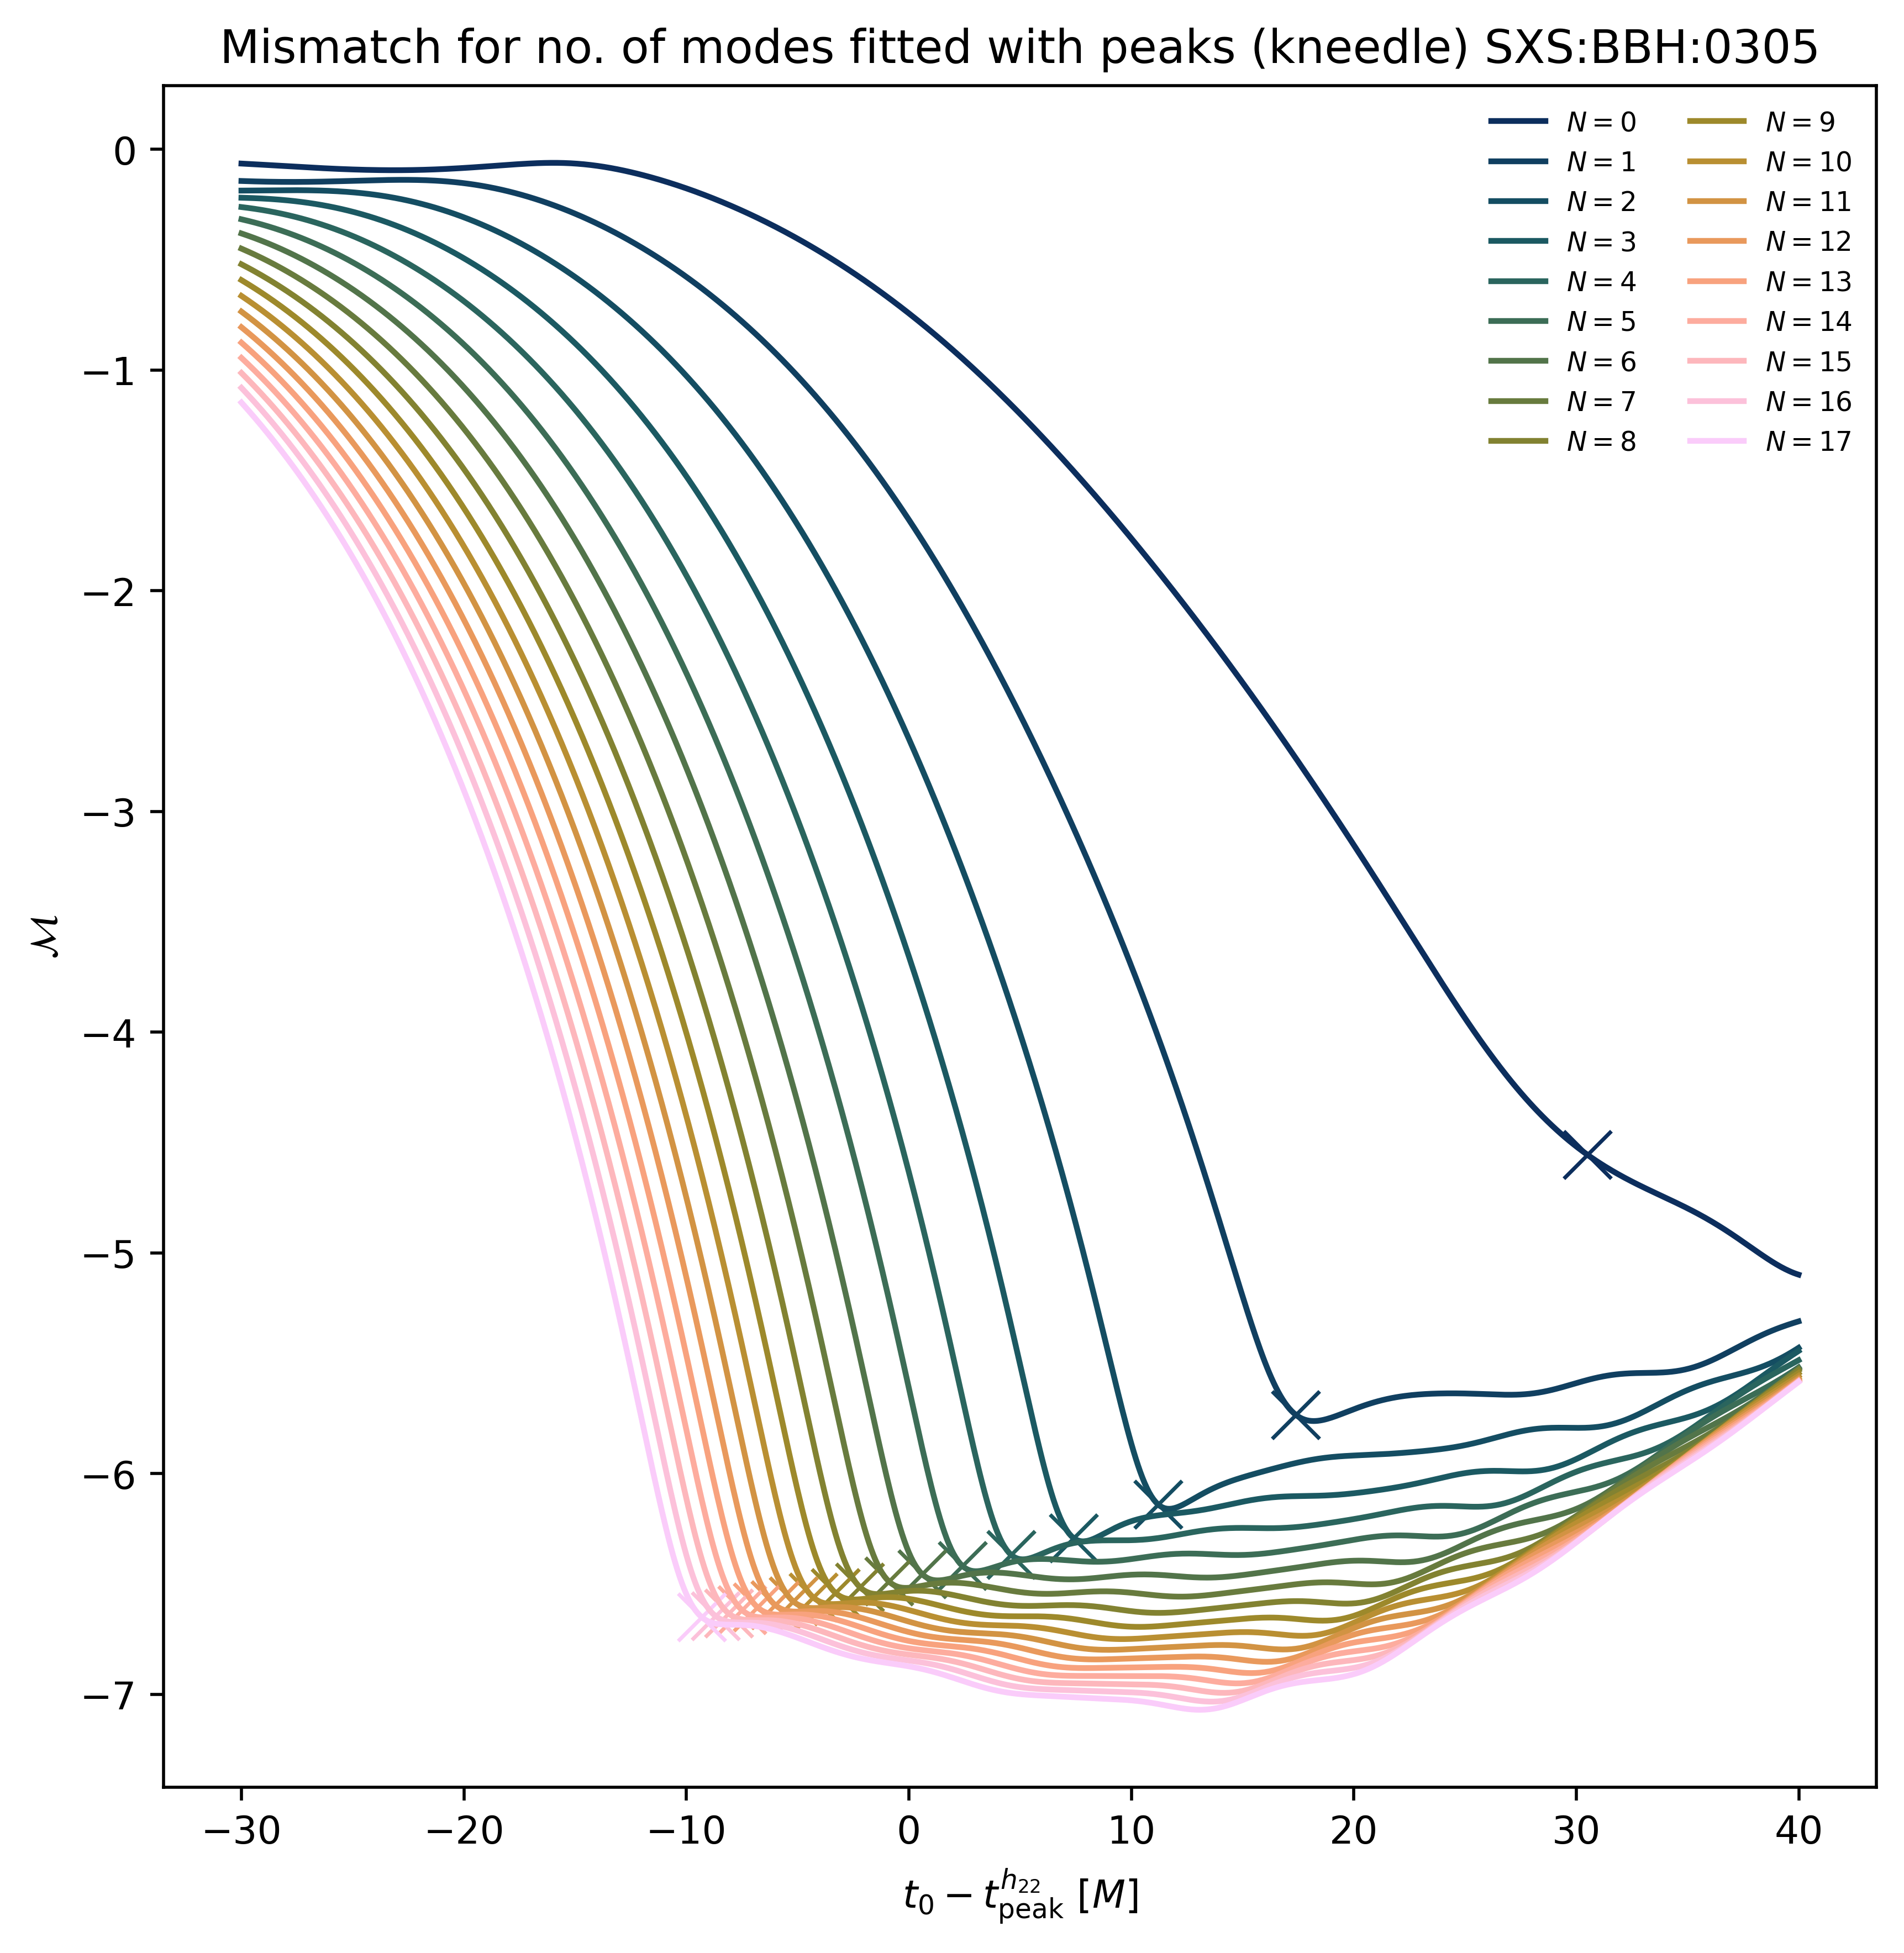 Mismatch for no. of modes fitted with peaks (kneedle) SXS:BBH:0305
N = 0
N = 1
N = 2
N = 3
N = 4
N = 5
N = 6
N = 7
N = 8
N = 9
N = 10
N = 11
N = 12
N = 13
N = 14
N = 15
N = 16
N = 17
0
−1
−2
−3
−4
−5
−6
−7
ℳ
−30
−20
−10
0
10
20
30
40
t₀ − t_peak^h₂₂ [M]